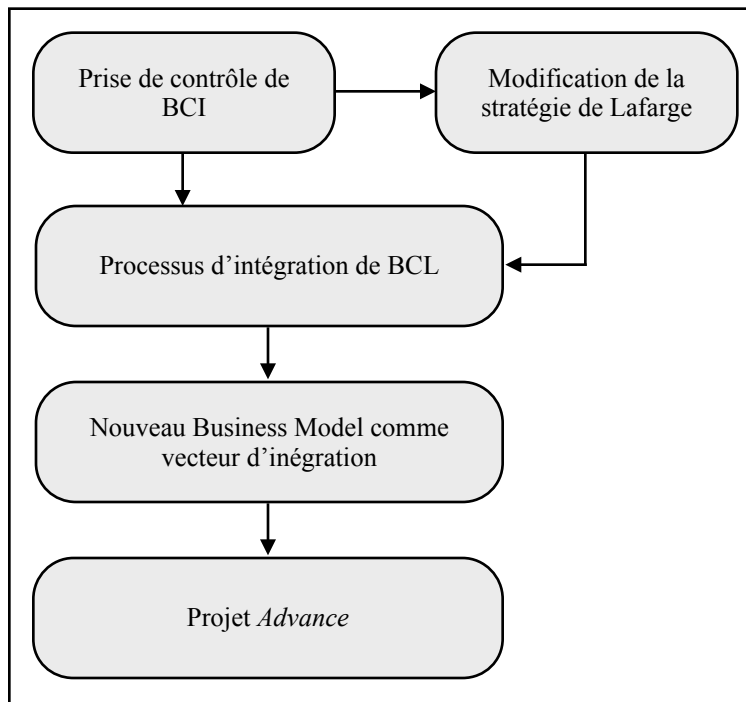 Prise de contrôle de
BCI
Modification de la
stratégie de Lafarge
Processus d’intégration de BCL
Nouveau Business Model comme
vecteur d’inégration
Projet Advance